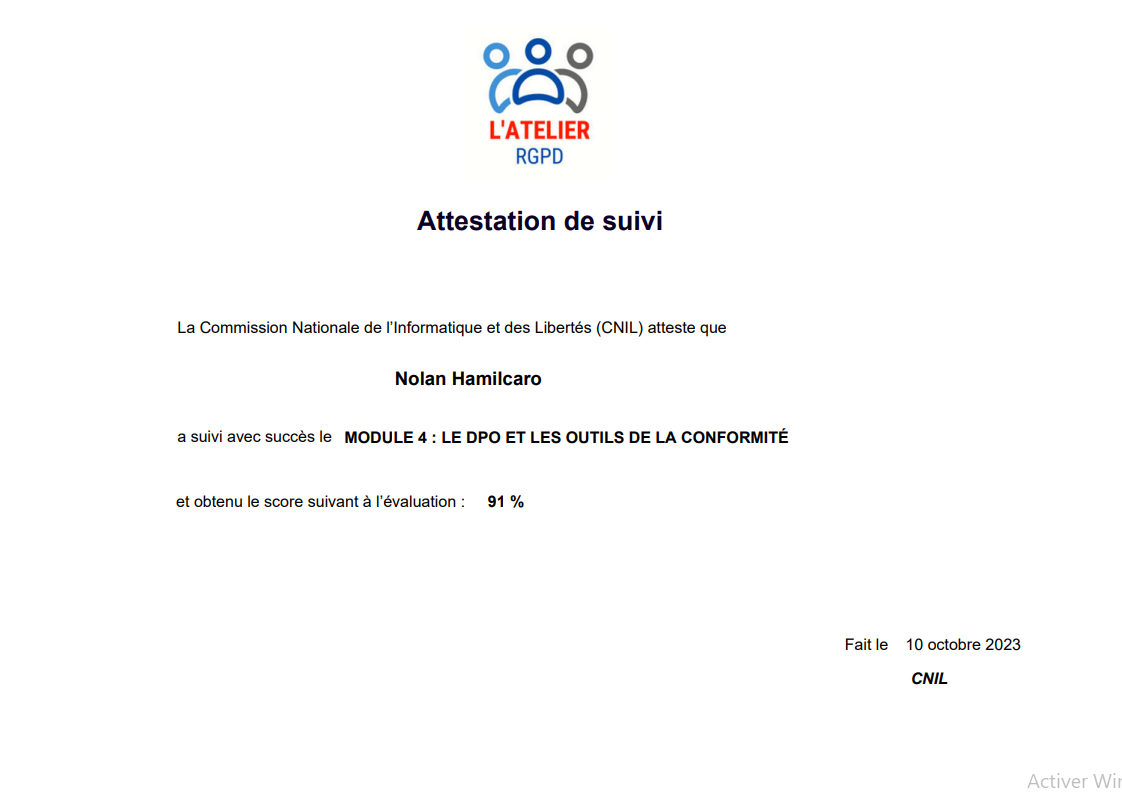 L'ATELIER
RGPD
Attestation de suivi
La Commission Nationale de l’Informatique et des Libertés (CNIL) atteste que
Nolan Hamilcaro
a suivi avec succès le MODULE 4 : LE DPO ET LES OUTILS DE LA CONFORMITÉ
et obtenu le score suivant à l’évaluation : 91 %
Fait le 10 octobre 2023
CNIL
Activer